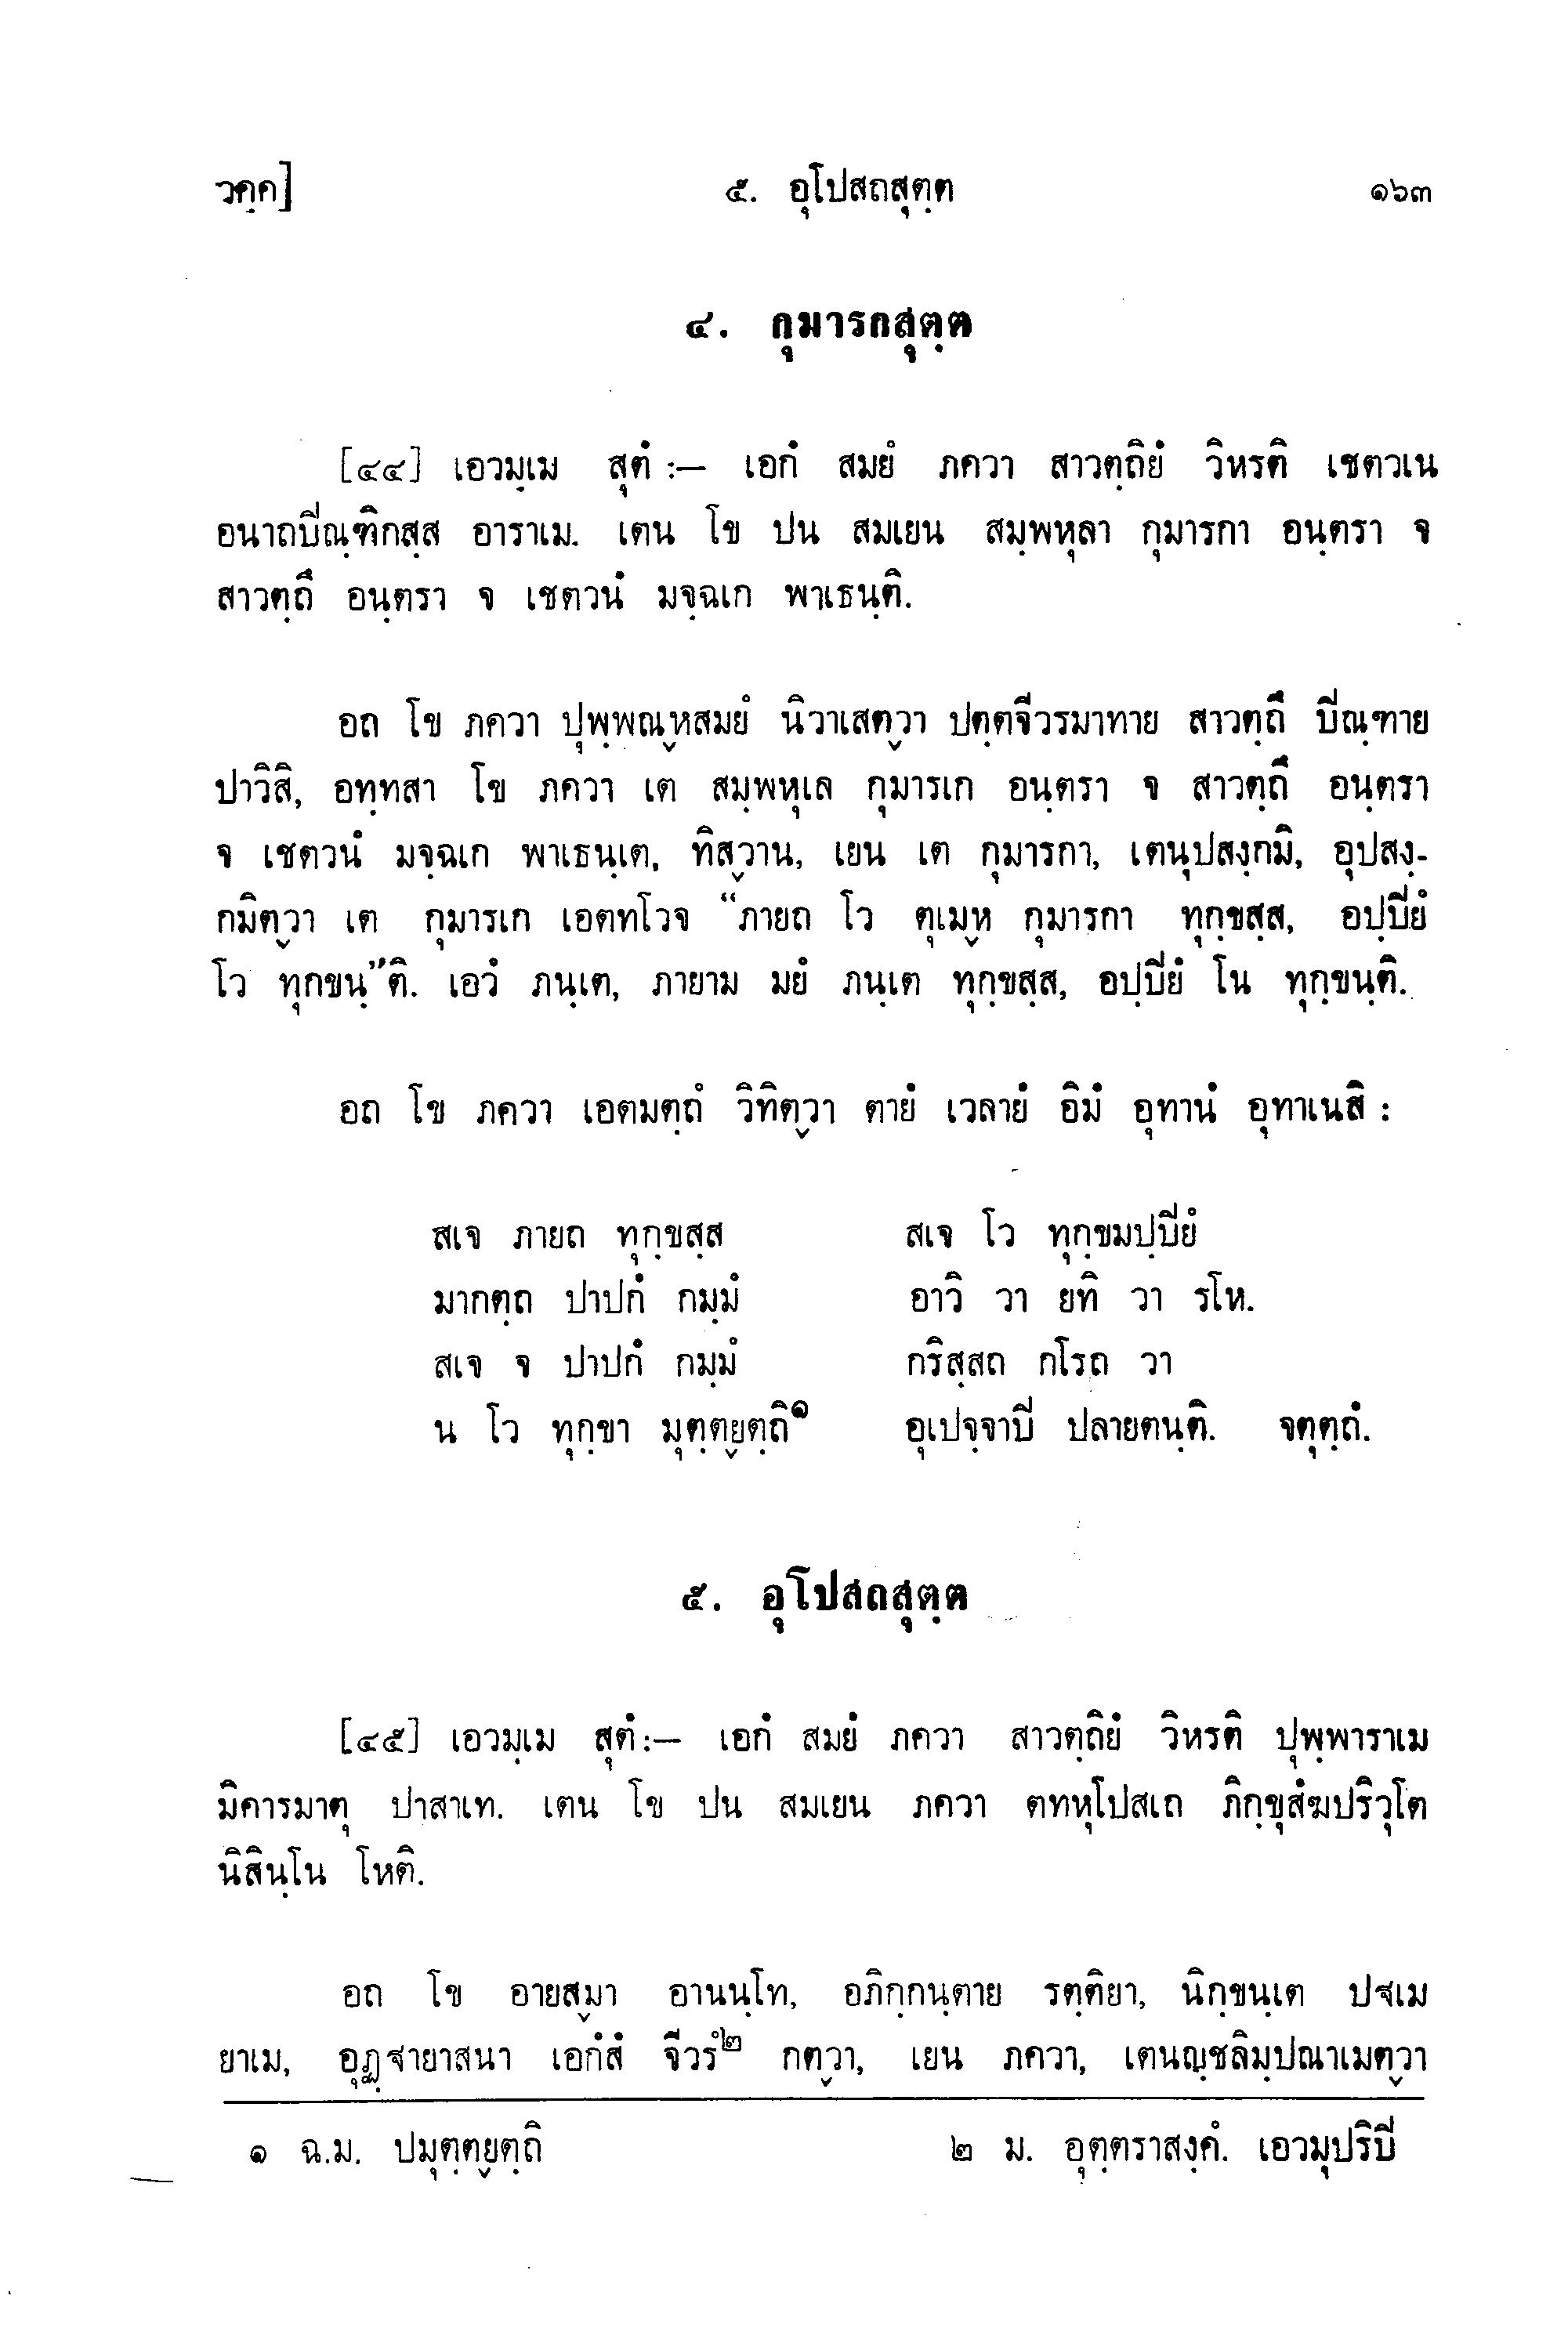 วคฺค] ๕. อุโปสถสุตฺต ๑๖๓
๔. กุมารกสุตฺต
[๔๔] เอวมฺเม สุตํ :— เอกํ สมยํ ภควา สาวตฺถิยํ วิหรติ เชตวเน
อนาถปิณฺฑิกสฺส อาราเม. เตน โข ปน สมเยน สมฺพหุลา กุมารกา อนฺตรา จ
สาวตฺถึ อนฺตรา จ เชตวนํ มจฺฉเก พาเธนฺติ.
อถ โข ภควา ปุพฺพณฺหสมยํ นิวาเสตฺวา ปตฺตจีวรมาทาย สาวตฺถึ ปิณฺฑาย
ปาวิสิ, อทฺทสา โข ภควา เต สมฺพหุเล กุมารเก อนฺตรา จ สาวตฺถึ อนฺตรา
จ เชตวนํ มจฺฉเก พาเธนฺเต, ทิสฺวาน, เยน เต กุมารกา, เตนุปสงฺกมิ, อุปสงฺ-
กมิตฺวา เต กุมารเก เอตทโวจ “ภายถ โว ตุเมฺห กุมารกา ทุกฺขสฺส, อปฺปิยํ
โว ทุกขนฺ”ติ. เอวํ ภนฺเต, ภายาม มยํ ภนฺเต ทุกฺขสฺส, อปฺปิยํ โน ทุกฺขนฺติ.
อถ โข ภควา เอตมตฺถํ วิทิตฺวา ตายํ เวลายํ อิมํ อุทานํ อุทาเนสิ :
สเจ ภายถ ทุกฺขสฺส สเจ โว ทุกฺขมปฺปิยํ
มากตฺถ ปาปกํ กมฺมํ อาวิ วา ยทิ วา รโห.
สเจ จ ปาปกํ กมฺมํ กริสฺสถ กโรถ วา
น โว ทุกฺขา มุตฺตฺยตฺถิ๑ อุเปจฺจาปิ ปลายตนฺติ. จตุตฺถํ.
๕. อุโปสถสุตฺต
[๔๕] เอวมฺเม สุตํ:— เอกํ สมยํ ภควา สาวตฺถิยํ วิหรติ ปุพฺพาราเม
มิคารมาตุ ปาสาเท. เตน โข ปน สมเยน ภควา ตทหุโปสเถ ภิกฺขุสํฆปริวุโต
นิสินฺโน โหติ.
อถ โข อายสฺมา อานนฺโท, อภิกฺกนฺตาย รตฺติยา, นิกฺขนฺเต ปฐเม
ยาเม, อุฏฺฐายาสนา เอกํสํ จีวรํ๒ กตฺวา, เยน ภควา, เตนญฺชลิมฺปณาเมตฺวา
๑ ฉ.ม. ปมุตฺตฺยตฺถิ ๒ ม. อุตฺตราสงฺคํ. เอวมุปริปิ